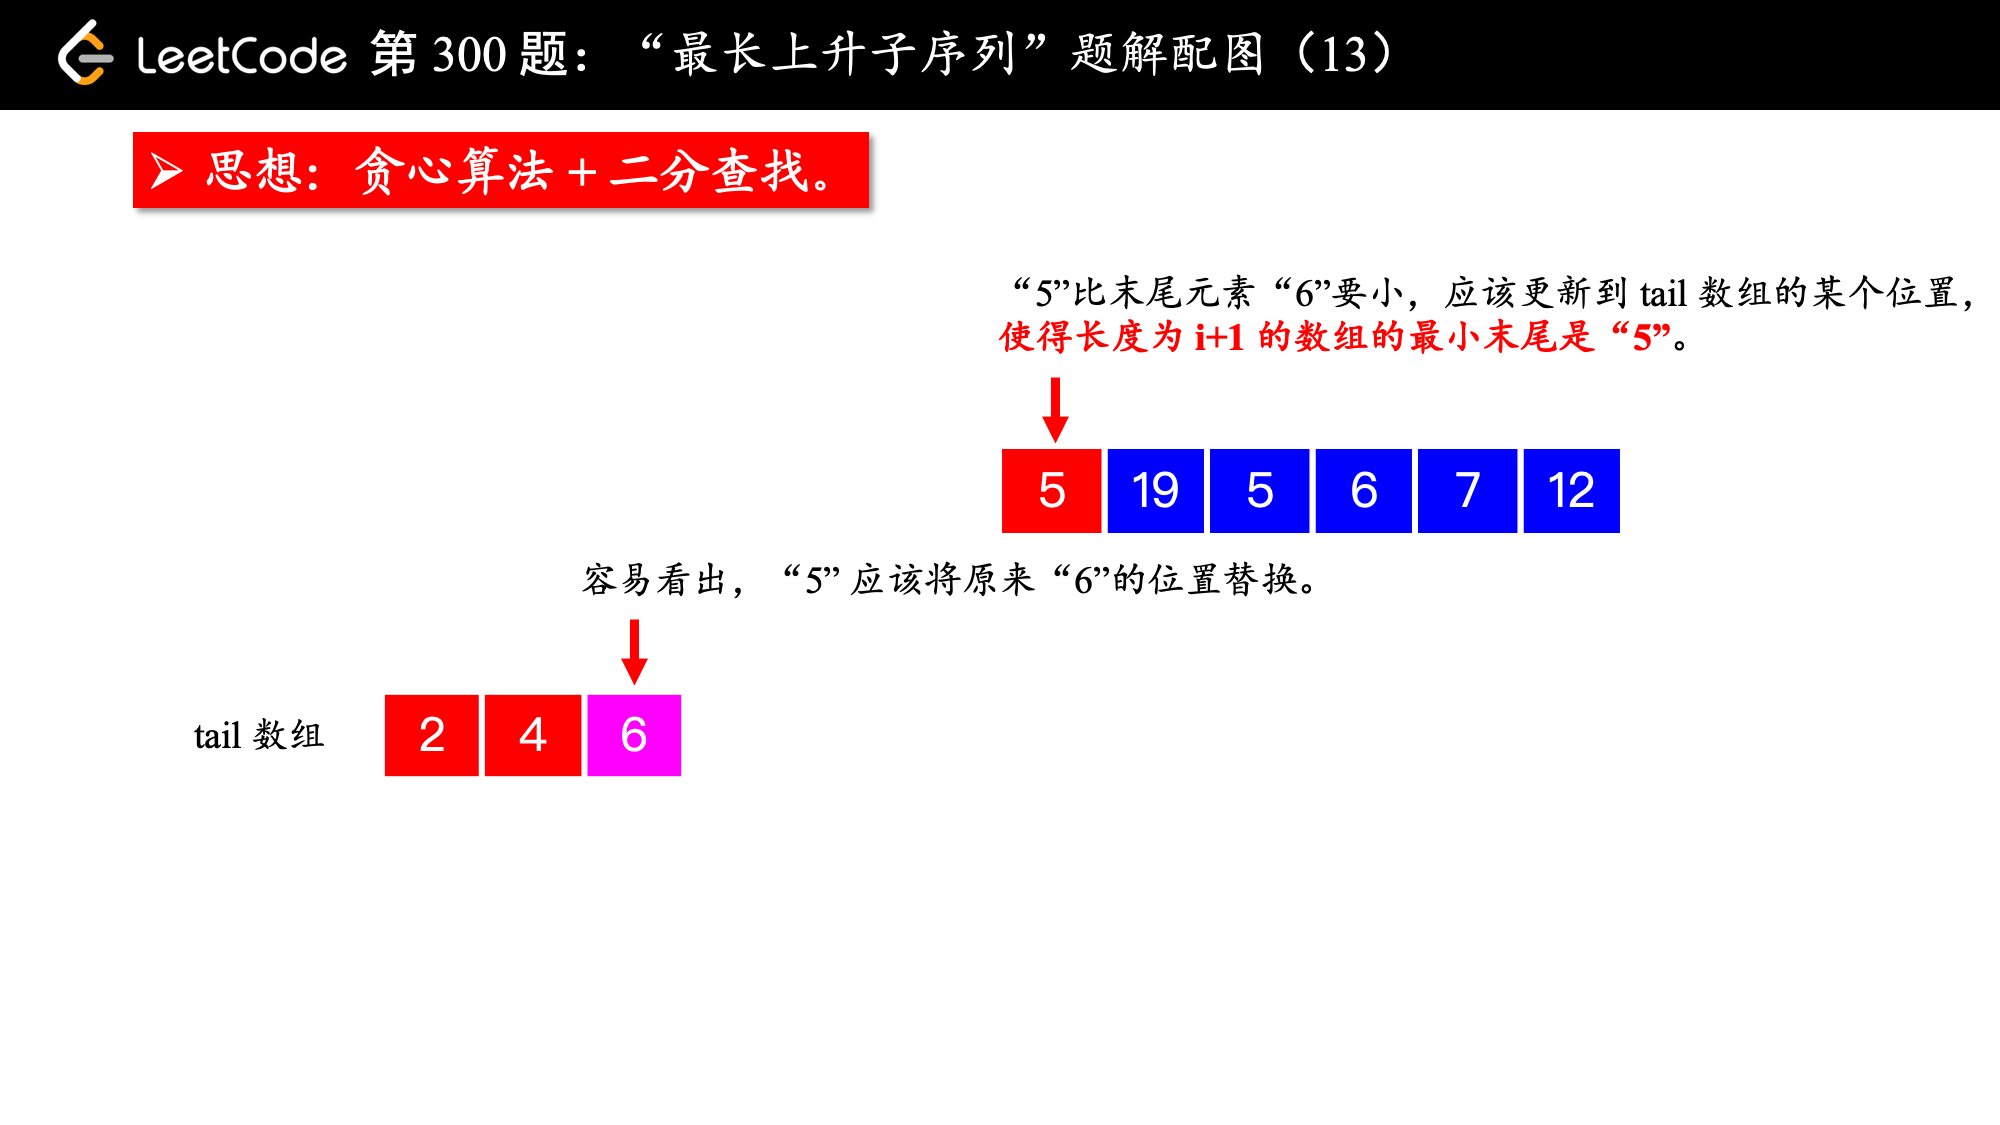 LeetCode 第 300 题：“最长上升子序列”题解配图（13）
思想：贪心算法 + 二分查找。
“5”比末尾元素“6”要小，应该更新到 tail 数组的某个位置，
使得长度为 i+1 的数组的最小末尾是“5”。
5 19 5 6 7 12
容易看出，“5” 应该将原来“6”的位置替换。
tail 数组 2 4 6